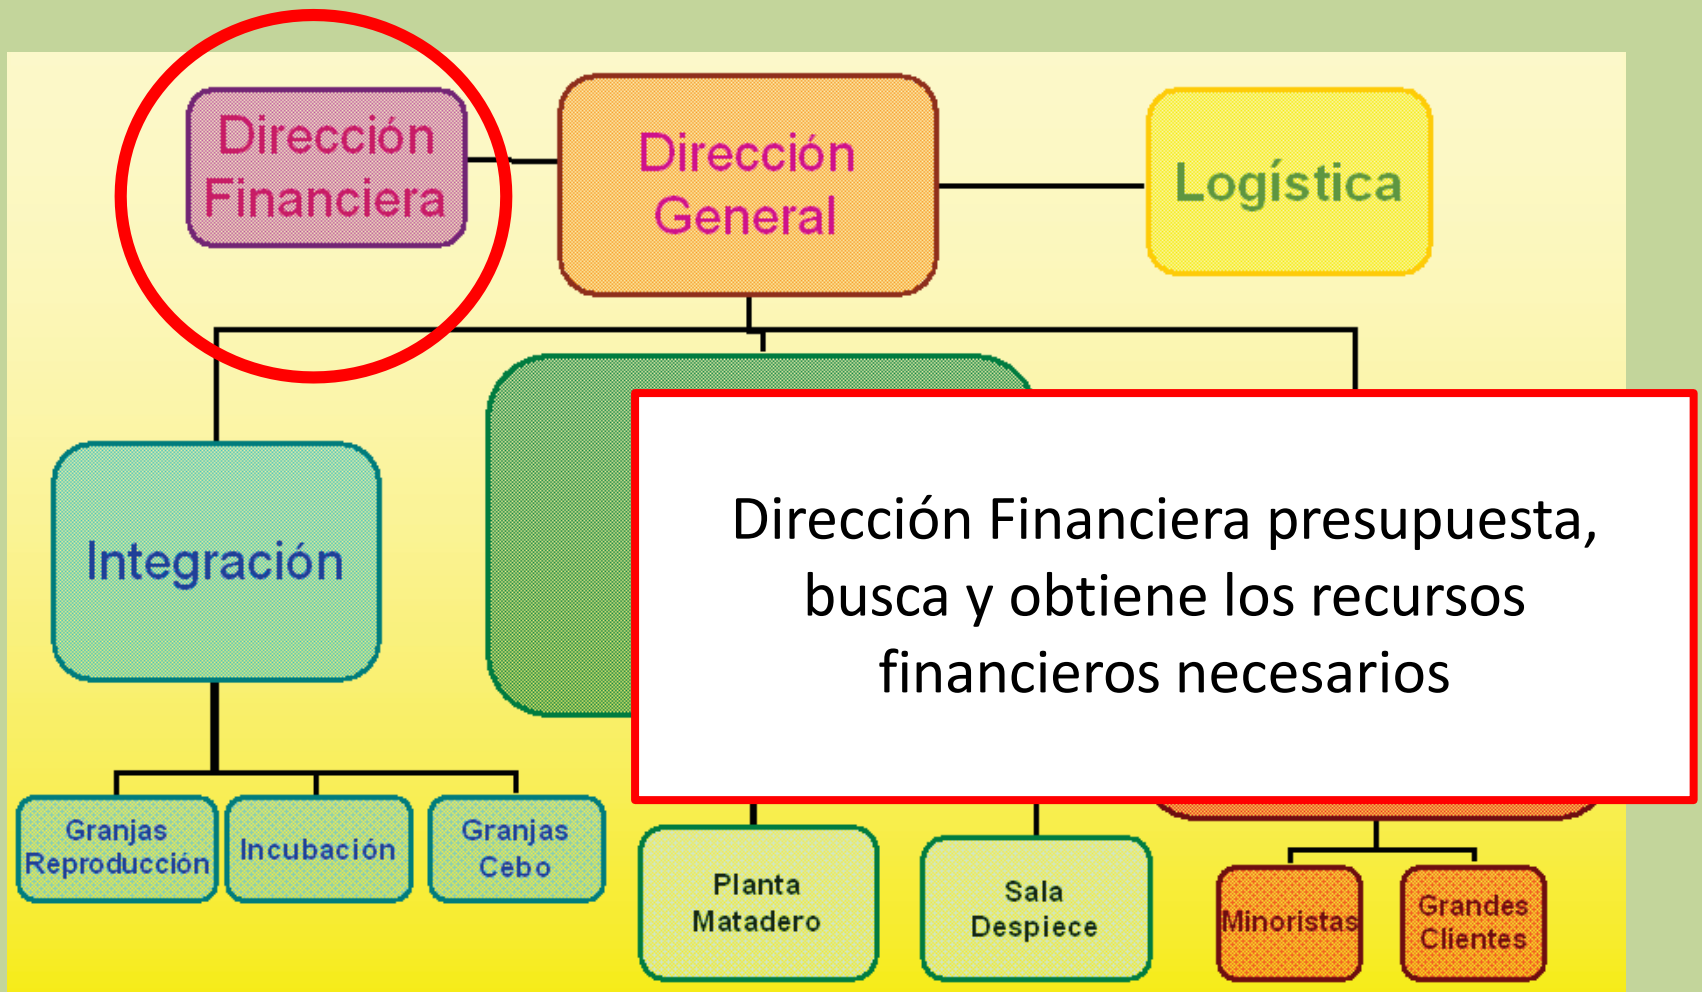 Dirección
Financiera
Dirección
General
Logística
Integración
Dirección Financiera presupuesta,
busca y obtiene los recursos
financieros necesarios
Granjas
Reproducción
Incubación
Granjas
Cebo
Planta
Matadero
Sala
Despiece
Minoristas
Grandes
Clientes